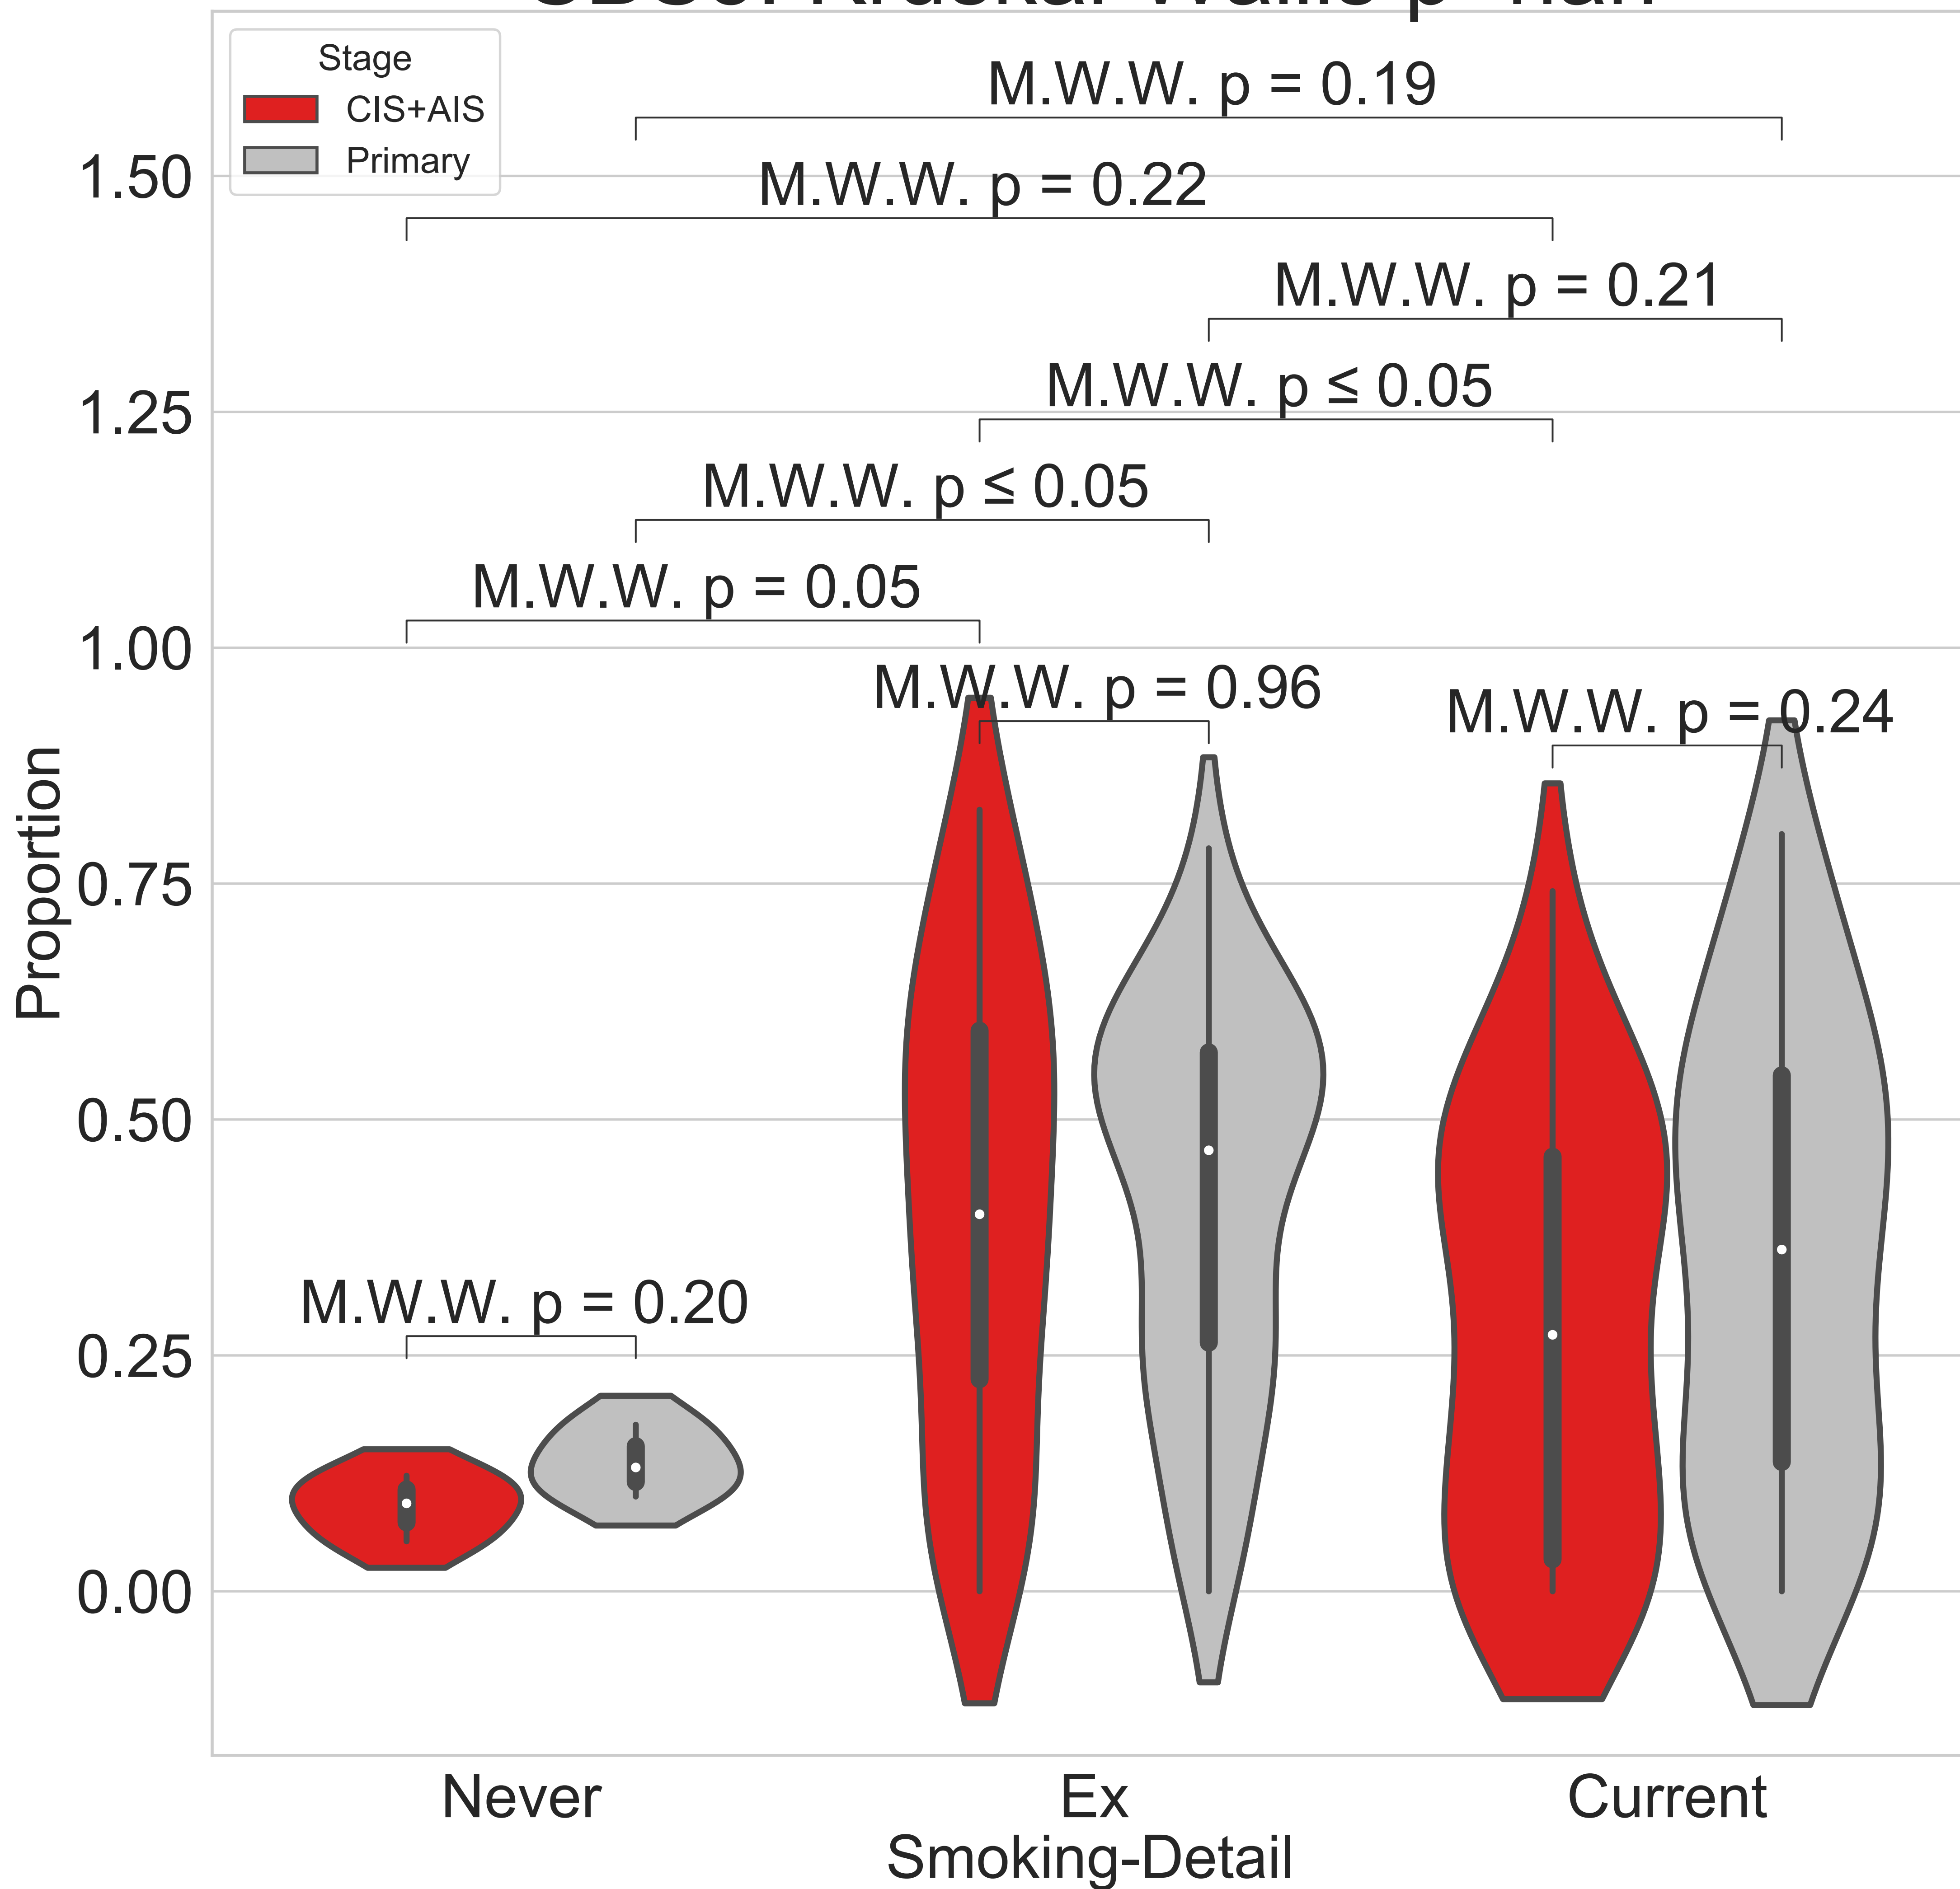 Stage
CIS+AIS
Primary
M.W.W. p = 0.19
M.W.W. p = 0.22
M.W.W. p = 0.21
M.W.W. p ≤ 0.05
M.W.W. p ≤ 0.05
M.W.W. p = 0.05
M.W.W. p = 0.96
M.W.W. p = 0.24
M.W.W. p = 0.20
Proportion
1.50
1.25
1.00
0.75
0.50
0.25
0.00
Never
Ex
Current
Smoking-Detail